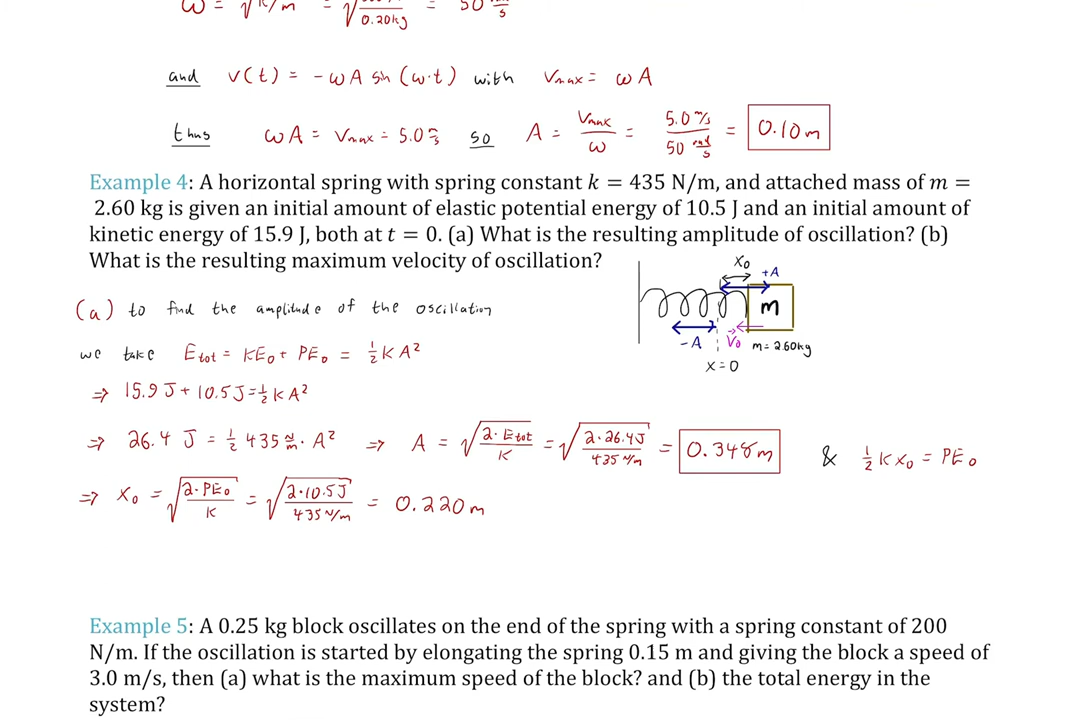 ω = √k/m = √ 0.20kg = 50 rad/s
and v(t) = -ωA sin(ω·t) with Vmax = ωA
thus ωA = Vmax = 5.0 m/s so A = Vmax/ω = 5.0 m/s / 50 rad/s = 0.10m
Example 4: A horizontal spring with spring constant k = 435 N/m, and attached mass of m =
2.60 kg is given an initial amount of elastic potential energy of 10.5 J and an initial amount of
kinetic energy of 15.9 J, both at t = 0. (a) What is the resulting amplitude of oscillation? (b)
What is the resulting maximum velocity of oscillation?
x₀
+A
m
-A
V₀
m = 2.60kg
x=0
(a) to find the amplitude of the oscillation
we take Etot = KE₀ + PE₀ = ½kA²
⇒ 15.9 J + 10.5 J = ½kA²
⇒ 26.4 J = ½ 435 N/m · A² ⇒ A = √(2·Etot/K) = √(2·26.4J/435 N/m) = 0.348m & ½kx₀ = PE₀
⇒ x₀ = √(2·PE₀/K) = √(2·10.5J/435N/m) = 0.220m
Example 5: A 0.25 kg block oscillates on the end of the spring with a spring constant of 200
N/m. If the oscillation is started by elongating the spring 0.15 m and giving the block a speed of
3.0 m/s, then (a) what is the maximum speed of the block? and (b) the total energy in the
system?